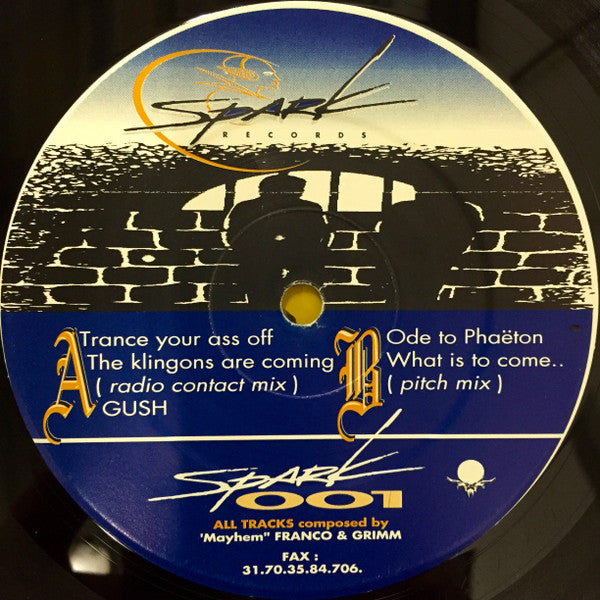 SPARK
RECORDS
A
Trance your ass off
The klingons are coming
( radio contact mix )
GUSH
B
Ode to Phaëton
What is to come..
( pitch mix )
SPARK
001
ALL TRACKS composed by
'Mayhem" FRANCO & GRIMM
FAX :
31.70.35.84.706.